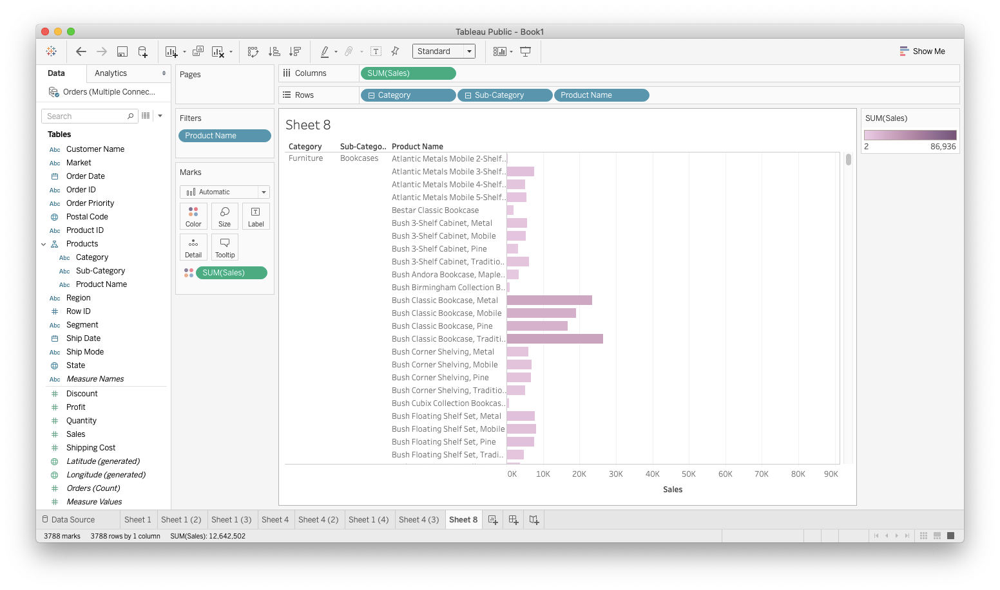 Tableau Public - Book1
Standard
Show Me
Data
Analytics
Orders (Multiple Connec...
Search
Tables
Abc Customer Name
Abc Market
Order Date
Abc Order ID
Abc Order Priority
Postal Code
Abc Product ID
Products
Abc Category
Abc Sub-Category
Abc Product Name
Abc Region
# Row ID
Abc Segment
Ship Date
Abc Ship Mode
State
Abc Measure Names
# Discount
# Profit
# Quantity
# Sales
# Shipping Cost
Latitude (generated)
Longitude (generated)
# Orders (Count)
# Measure Values
Pages
Filters
Product Name
Marks
Automatic
Color
Size
T
Label
Detail
Tooltip
SUM(Sales)
Columns
SUM(Sales)
Rows
Category
Sub-Category
Product Name
Sheet 8
Category Sub-Catego.. Product Name
Furniture Bookcases Atlantic Metals Mobile 2-Shelf..
Atlantic Metals Mobile 3-Shelf..
Atlantic Metals Mobile 4-Shelf..
Atlantic Metals Mobile 5-Shelf..
Bestar Classic Bookcase
Bush 3-Shelf Cabinet, Metal
Bush 3-Shelf Cabinet, Mobile
Bush 3-Shelf Cabinet, Pine
Bush 3-Shelf Cabinet, Traditio..
Bush Andora Bookcase, Maple..
Bush Birmingham Collection B..
Bush Classic Bookcase, Metal
Bush Classic Bookcase, Mobile
Bush Classic Bookcase, Pine
Bush Classic Bookcase, Traditi..
Bush Corner Shelving, Metal
Bush Corner Shelving, Mobile
Bush Corner Shelving, Pine
Bush Corner Shelving, Traditio..
Bush Cubix Collection Bookcas..
Bush Floating Shelf Set, Metal
Bush Floating Shelf Set, Mobile
Bush Floating Shelf Set, Pine
Bush Floating Shelf Set, Tradi..
0K 10K 20K 30K 40K 50K 60K 70K 80K 90K
Sales
SUM(Sales)
2 86,936
Data Source
Sheet 1
Sheet 1 (2)
Sheet 1 (3)
Sheet 4
Sheet 4 (2)
Sheet 1 (4)
Sheet 4 (3)
Sheet 8
3788 marks 3788 rows by 1 column SUM(Sales): 12,642,502